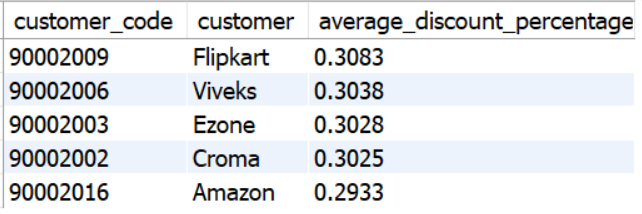 customer_code customer average_discount_percentage
90002009 Flipkart 0.3083
90002006 Viveks 0.3038
90002003 Ezone 0.3028
90002002 Croma 0.3025
90002016 Amazon 0.2933